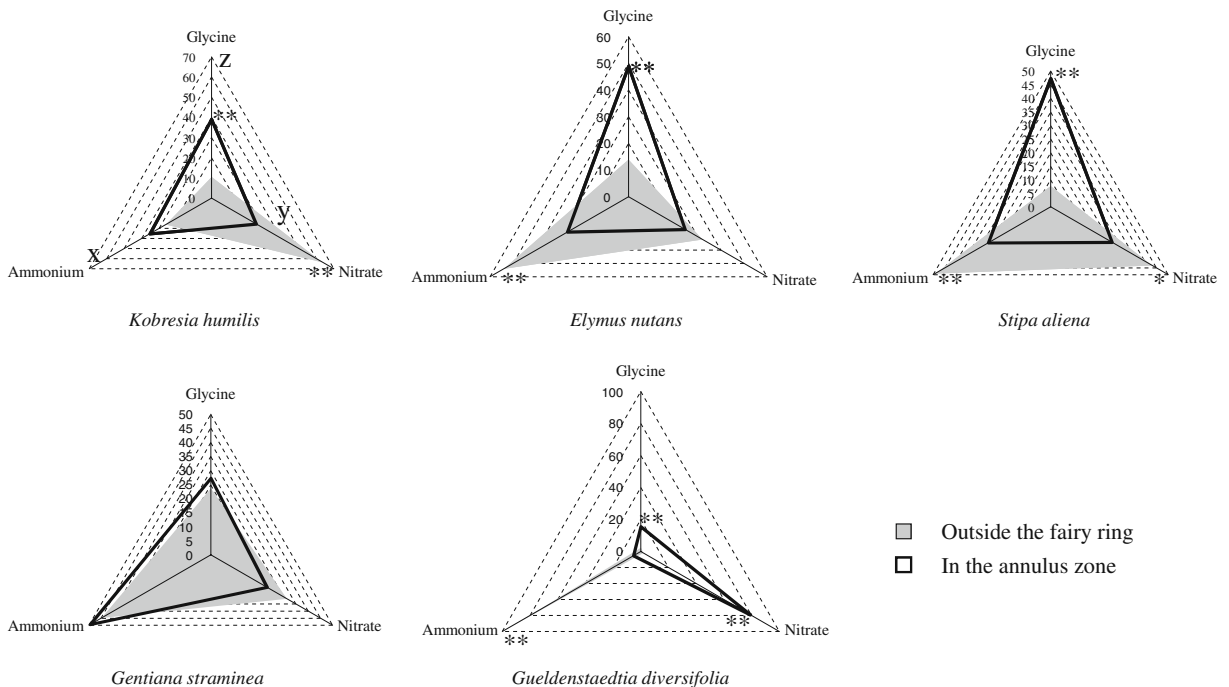 Glycine
70
60
50
40
30
20
10
0
z
**
y
x
Ammonium
**
Nitrate
Kobresia humilis
Glycine
60
50
40
30
20
10
0
**
Ammonium
**
Nitrate
Elymus nutans
Glycine
50
45
40
35
30
25
20
15
10
5
0
**
Ammonium
**
*
Nitrate
Stipa aliena
Glycine
50
45
40
35
30
25
20
15
10
5
0
Ammonium
Nitrate
Gentiana straminea
Glycine
100
80
60
40
20
0
**
Ammonium
**
**
Nitrate
Gueldenstaedtia diversifolia
Outside the fairy ring
In the annulus zone